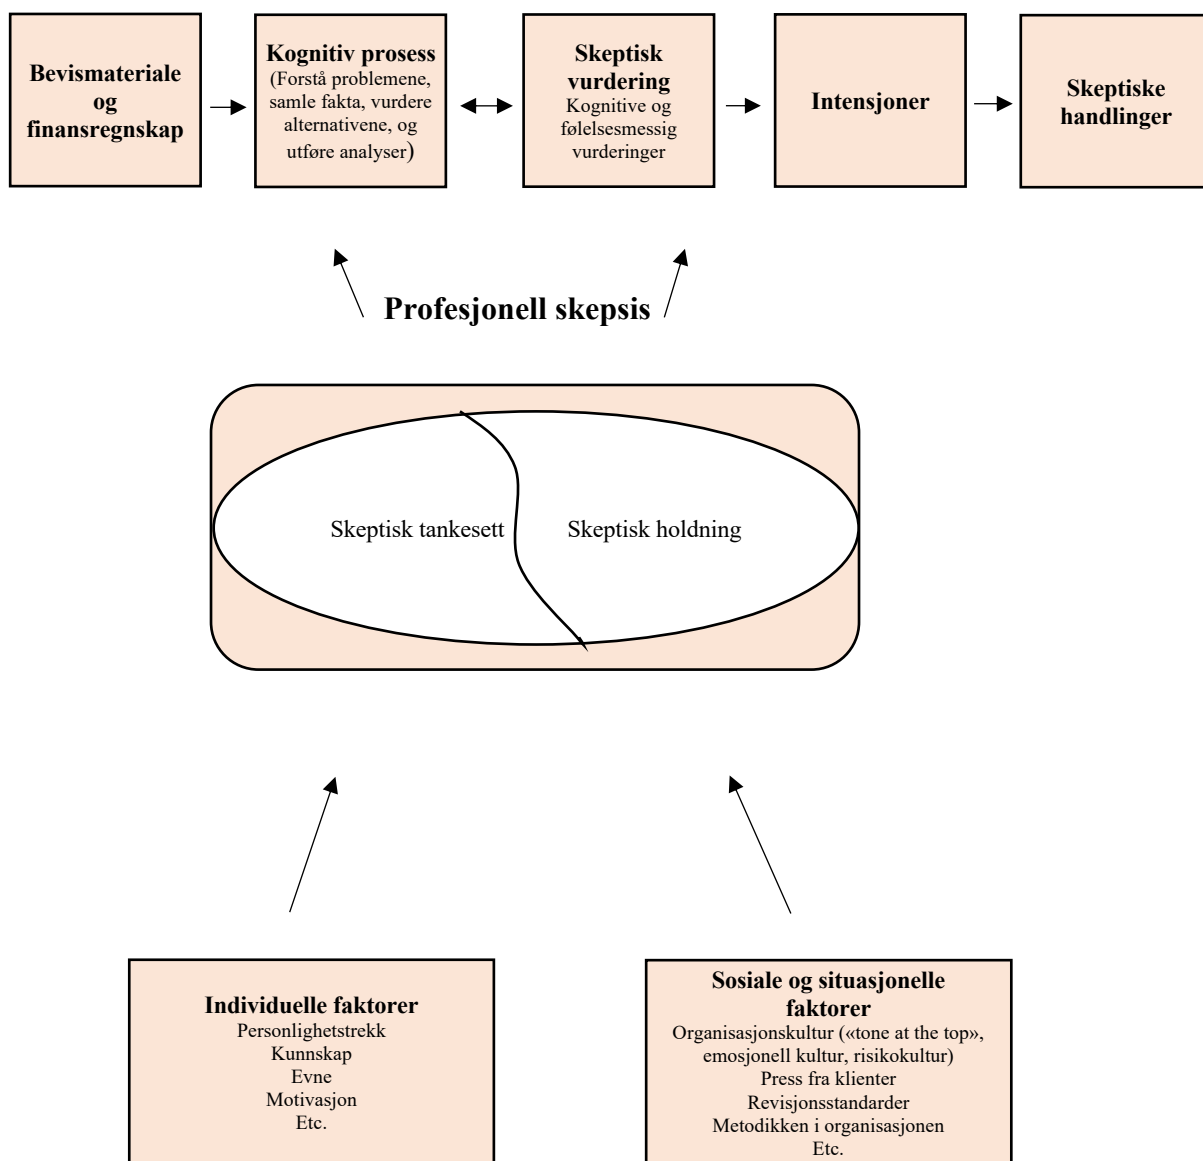 Bevismateriale
og
finansregnskap
Kognitiv prosess
(Forstå problemene,
samle fakta, vurdere
alternativene, og
utføre analyser)
Skeptisk
vurdering
Kognitive og
følelsesmessig
vurderinger
Intensjoner
Skeptiske
handlinger
Profesjonell skepsis
Skeptisk tankesett
Skeptisk holdning
Individuelle faktorer
Personlighetstrekk
Kunnskap
Evne
Motivasjon
Etc.
Sosiale og situasjonelle
faktorer
Organisasjonskultur («tone at the top»,
emosjonell kultur, risikokultur)
Press fra klienter
Revisjonsstandarder
Metodikken i organisasjonen
Etc.